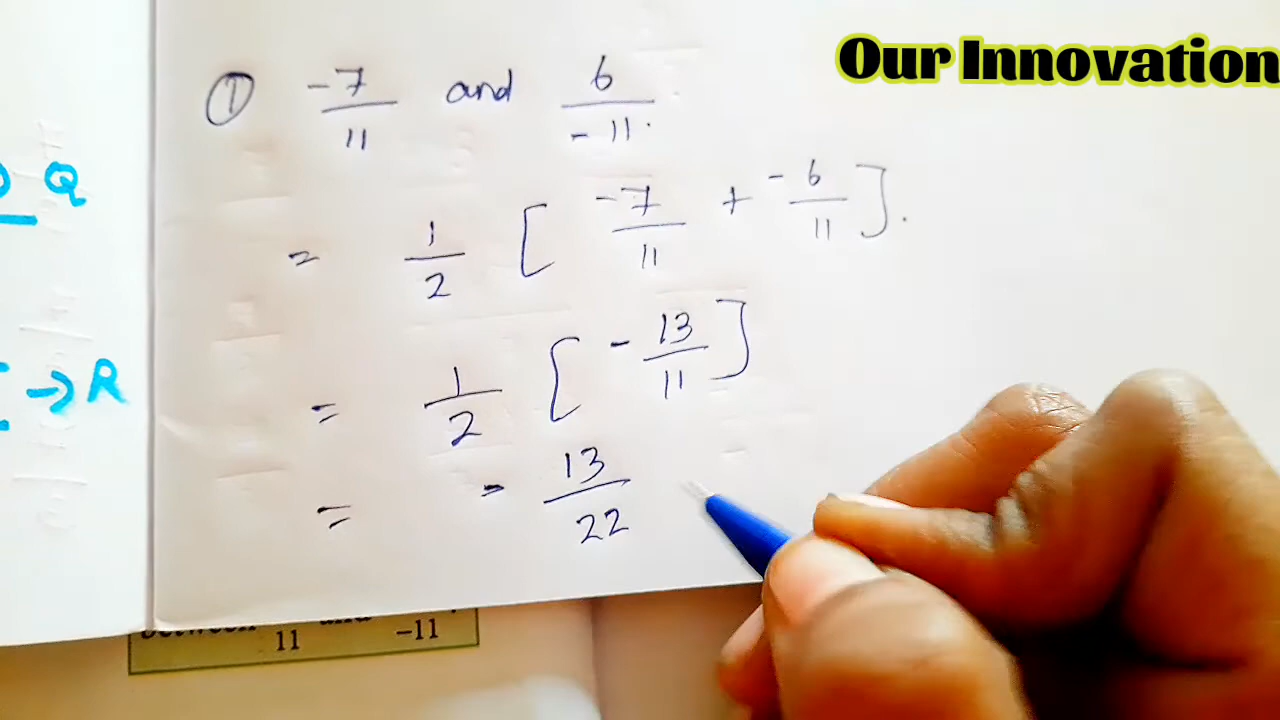 Our Innovation
① -7/11 and 6/-11.
= 1/2 [ -7/11 + -6/11 ].
= 1/2 [ - 13/11 ]
= - 13/22
Q
→ R
11 -11